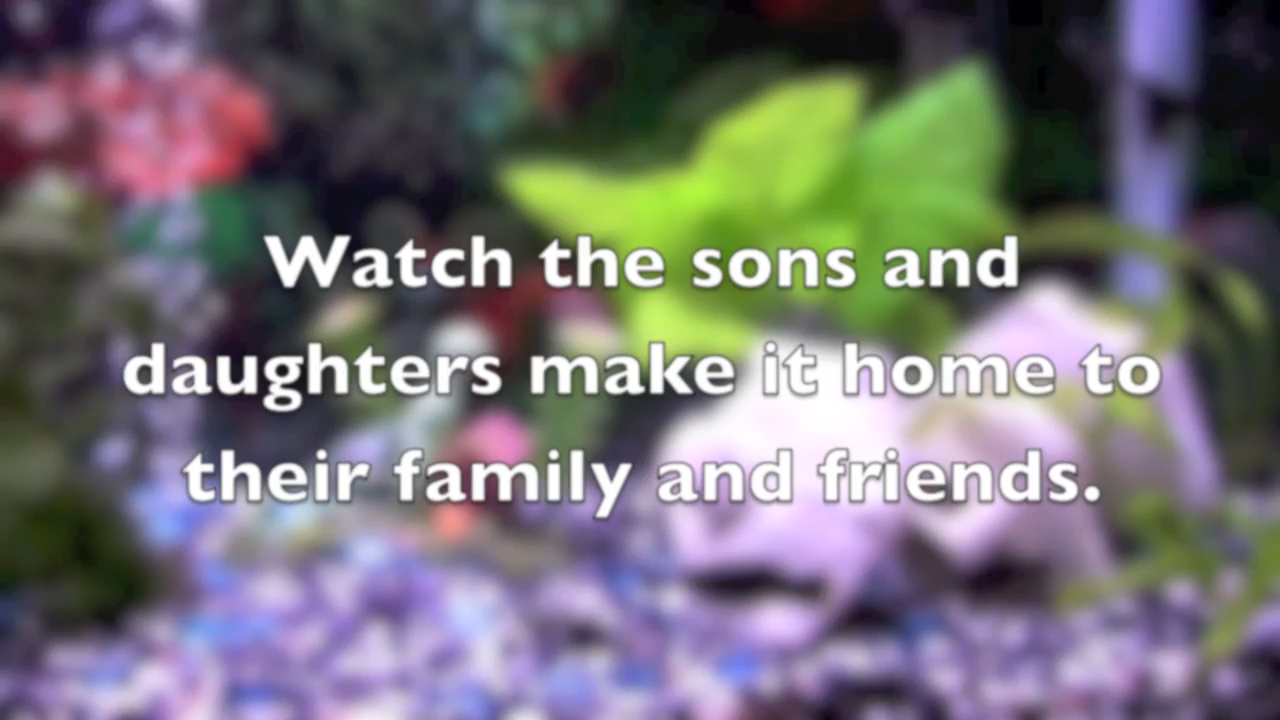 Watch the sons and
daughters make it home to
their family and friends.